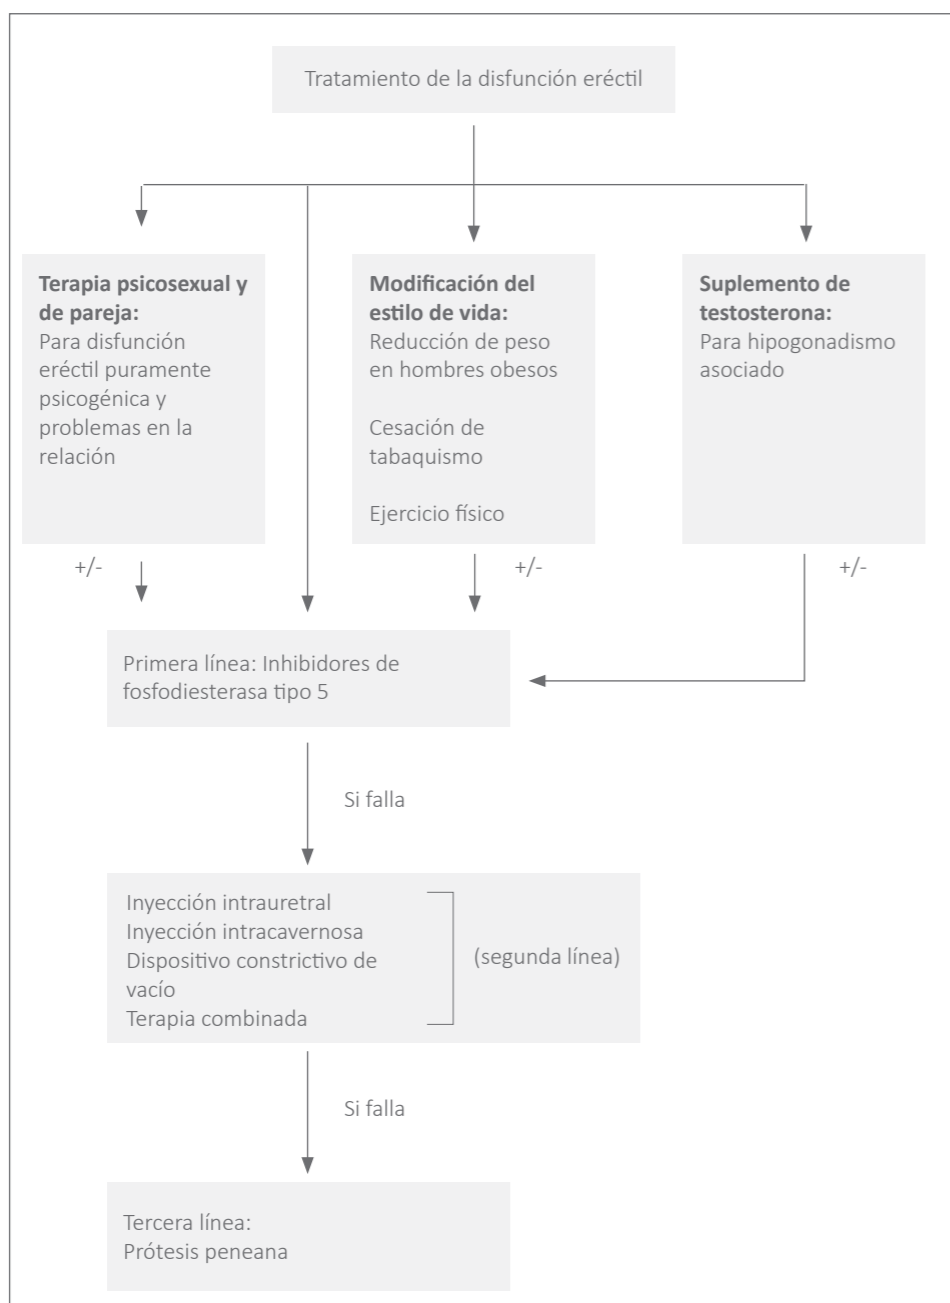 Tratamiento de la disfunción eréctil
Terapia psicosexual y
de pareja:
Para disfunción
eréctil puramente
psicogénica y
problemas en la
relación
Modificación del
estilo de vida:
Reducción de peso
en hombres obesos
Cesación de
tabaquismo
Ejercicio físico
Suplemento de
testosterona:
Para hipogonadismo
asociado
+/-
+/-
+/-
Primera línea: Inhibidores de
fosfodiesterasa tipo 5
Si falla
Inyección intrauretral
Inyección intracavernosa
Dispositivo constrictivo de
vacío
Terapia combinada
(segunda línea)
Si falla
Tercera línea:
Prótesis peneana